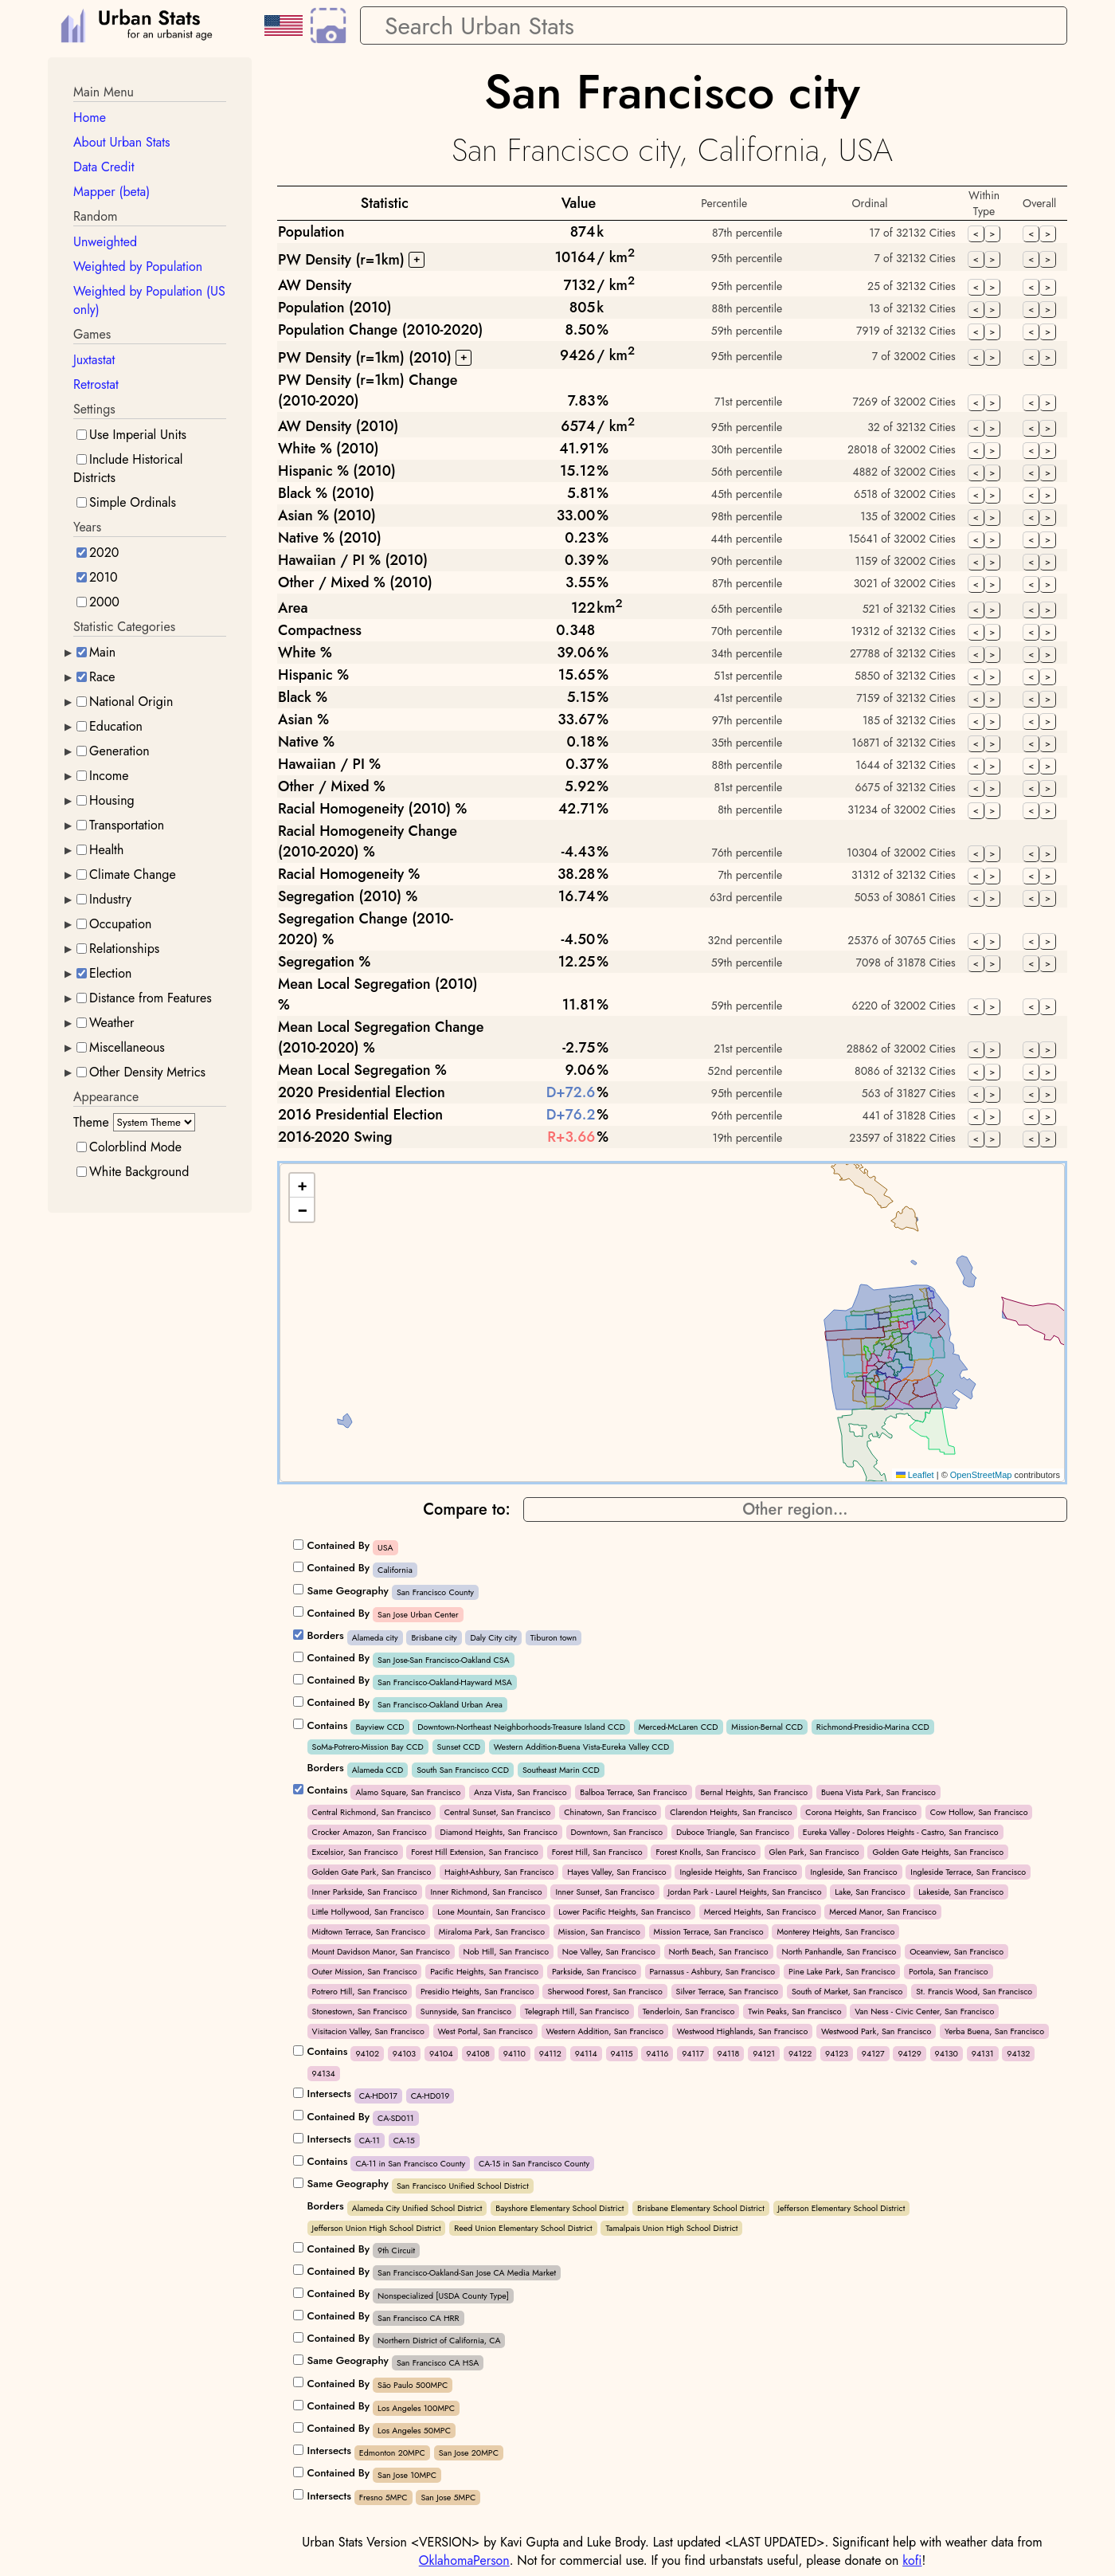 Urban Stats
for an urbanist age
Search Urban Stats
Main Menu
Home
About Urban Stats
Data Credit
Mapper (beta)
Random
Unweighted
Weighted by Population
Weighted by Population (US
only)
Games
Juxtastat
Retrostat
Settings
Use Imperial Units
Include Historical
Districts
Simple Ordinals
Years
2020
2010
2000
Statistic Categories
Main
Race
National Origin
Education
Generation
Income
Housing
Transportation
Health
Climate Change
Industry
Occupation
Relationships
Election
Distance from Features
Weather
Miscellaneous
Other Density Metrics
Appearance
Theme System Theme
Colorblind Mode
White Background
San Francisco city
San Francisco city, California, USA
Statistic Value Percentile Ordinal Within Type Overall
Population 874k 87th percentile 17 of 32132 Cities < > < >
PW Density (r=1km) + 10164/ km2 95th percentile 7 of 32132 Cities < > < >
AW Density 7132/ km2 95th percentile 25 of 32132 Cities < > < >
Population (2010) 805k 88th percentile 13 of 32132 Cities < > < >
Population Change (2010-2020) 8.50% 59th percentile 7919 of 32132 Cities < > < >
PW Density (r=1km) (2010) + 9426/ km2 95th percentile 7 of 32002 Cities < > < >
PW Density (r=1km) Change
(2010-2020) 7.83% 71st percentile 7269 of 32002 Cities < > < >
AW Density (2010) 6574/ km2 95th percentile 32 of 32132 Cities < > < >
White % (2010) 41.91% 30th percentile 28018 of 32002 Cities < > < >
Hispanic % (2010) 15.12% 56th percentile 4882 of 32002 Cities < > < >
Black % (2010) 5.81% 45th percentile 6518 of 32002 Cities < > < >
Asian % (2010) 33.00% 98th percentile 135 of 32002 Cities < > < >
Native % (2010) 0.23% 44th percentile 15641 of 32002 Cities < > < >
Hawaiian / PI % (2010) 0.39% 90th percentile 1159 of 32002 Cities < > < >
Other / Mixed % (2010) 3.55% 87th percentile 3021 of 32002 Cities < > < >
Area 122km2 65th percentile 521 of 32132 Cities < > < >
Compactness 0.348 70th percentile 19312 of 32132 Cities < > < >
White % 39.06% 34th percentile 27788 of 32132 Cities < > < >
Hispanic % 15.65% 51st percentile 5850 of 32132 Cities < > < >
Black % 5.15% 41st percentile 7159 of 32132 Cities < > < >
Asian % 33.67% 97th percentile 185 of 32132 Cities < > < >
Native % 0.18% 35th percentile 16871 of 32132 Cities < > < >
Hawaiian / PI % 0.37% 88th percentile 1644 of 32132 Cities < > < >
Other / Mixed % 5.92% 81st percentile 6675 of 32132 Cities < > < >
Racial Homogeneity (2010) % 42.71% 8th percentile 31234 of 32002 Cities < > < >
Racial Homogeneity Change
(2010-2020) % -4.43% 76th percentile 10304 of 32002 Cities < > < >
Racial Homogeneity % 38.28% 7th percentile 31312 of 32132 Cities < > < >
Segregation (2010) % 16.74% 63rd percentile 5053 of 30861 Cities < > < >
Segregation Change (2010-
2020) % -4.50% 32nd percentile 25376 of 30765 Cities < > < >
Segregation % 12.25% 59th percentile 7098 of 31878 Cities < > < >
Mean Local Segregation (2010)
% 11.81% 59th percentile 6220 of 32002 Cities < > < >
Mean Local Segregation Change
(2010-2020) % -2.75% 21st percentile 28862 of 32002 Cities < > < >
Mean Local Segregation % 9.06% 52nd percentile 8086 of 32132 Cities < > < >
2020 Presidential Election D+72.6% 95th percentile 563 of 31827 Cities < > < >
2016 Presidential Election D+76.2% 96th percentile 441 of 31828 Cities < > < >
2016-2020 Swing R+3.66% 19th percentile 23597 of 31822 Cities < > < >
+
−
Leaflet | © OpenStreetMap contributors
Compare to: Other region...
Contained By USA
Contained By California
Same Geography San Francisco County
Contained By San Jose Urban Center
Borders Alameda city Brisbane city Daly City city Tiburon town
Contained By San Jose-San Francisco-Oakland CSA
Contained By San Francisco-Oakland-Hayward MSA
Contained By San Francisco-Oakland Urban Area
Contains Bayview CCD Downtown-Northeast Neighborhoods-Treasure Island CCD Merced-McLaren CCD Mission-Bernal CCD Richmond-Presidio-Marina CCD
SoMa-Potrero-Mission Bay CCD Sunset CCD Western Addition-Buena Vista-Eureka Valley CCD
Borders Alameda CCD South San Francisco CCD Southeast Marin CCD
Contains Alamo Square, San Francisco Anza Vista, San Francisco Balboa Terrace, San Francisco Bernal Heights, San Francisco Buena Vista Park, San Francisco
Central Richmond, San Francisco Central Sunset, San Francisco Chinatown, San Francisco Clarendon Heights, San Francisco Corona Heights, San Francisco Cow Hollow, San Francisco
Crocker Amazon, San Francisco Diamond Heights, San Francisco Downtown, San Francisco Duboce Triangle, San Francisco Eureka Valley - Dolores Heights - Castro, San Francisco
Excelsior, San Francisco Forest Hill Extension, San Francisco Forest Hill, San Francisco Forest Knolls, San Francisco Glen Park, San Francisco Golden Gate Heights, San Francisco
Golden Gate Park, San Francisco Haight-Ashbury, San Francisco Hayes Valley, San Francisco Ingleside Heights, San Francisco Ingleside, San Francisco Ingleside Terrace, San Francisco
Inner Parkside, San Francisco Inner Richmond, San Francisco Inner Sunset, San Francisco Jordan Park - Laurel Heights, San Francisco Lake, San Francisco Lakeside, San Francisco
Little Hollywood, San Francisco Lone Mountain, San Francisco Lower Pacific Heights, San Francisco Merced Heights, San Francisco Merced Manor, San Francisco
Midtown Terrace, San Francisco Miraloma Park, San Francisco Mission, San Francisco Mission Terrace, San Francisco Monterey Heights, San Francisco
Mount Davidson Manor, San Francisco Nob Hill, San Francisco Noe Valley, San Francisco North Beach, San Francisco North Panhandle, San Francisco Oceanview, San Francisco
Outer Mission, San Francisco Pacific Heights, San Francisco Parkside, San Francisco Parnassus - Ashbury, San Francisco Pine Lake Park, San Francisco Portola, San Francisco
Potrero Hill, San Francisco Presidio Heights, San Francisco Sherwood Forest, San Francisco Silver Terrace, San Francisco South of Market, San Francisco St. Francis Wood, San Francisco
Stonestown, San Francisco Sunnyside, San Francisco Telegraph Hill, San Francisco Tenderloin, San Francisco Twin Peaks, San Francisco Van Ness - Civic Center, San Francisco
Visitacion Valley, San Francisco West Portal, San Francisco Western Addition, San Francisco Westwood Highlands, San Francisco Westwood Park, San Francisco Yerba Buena, San Francisco
Contains 94102 94103 94104 94108 94110 94112 94114 94115 94116 94117 94118 94121 94122 94123 94127 94129 94130 94131 94132
94134
Intersects CA-HD017 CA-HD019
Contained By CA-SD011
Intersects CA-11 CA-15
Contains CA-11 in San Francisco County CA-15 in San Francisco County
Same Geography San Francisco Unified School District
Borders Alameda City Unified School District Bayshore Elementary School District Brisbane Elementary School District Jefferson Elementary School District
Jefferson Union High School District Reed Union Elementary School District Tamalpais Union High School District
Contained By 9th Circuit
Contained By San Francisco-Oakland-San Jose CA Media Market
Contained By Nonspecialized [USDA County Type]
Contained By San Francisco CA HRR
Contained By Northern District of California, CA
Same Geography San Francisco CA HSA
Contained By São Paulo 500MPC
Contained By Los Angeles 100MPC
Contained By Los Angeles 50MPC
Intersects Edmonton 20MPC San Jose 20MPC
Contained By San Jose 10MPC
Intersects Fresno 5MPC San Jose 5MPC
Urban Stats Version <VERSION> by Kavi Gupta and Luke Brody. Last updated <LAST UPDATED>. Significant help with weather data from
OklahomaPerson. Not for commercial use. If you find urbanstats useful, please donate on kofi!